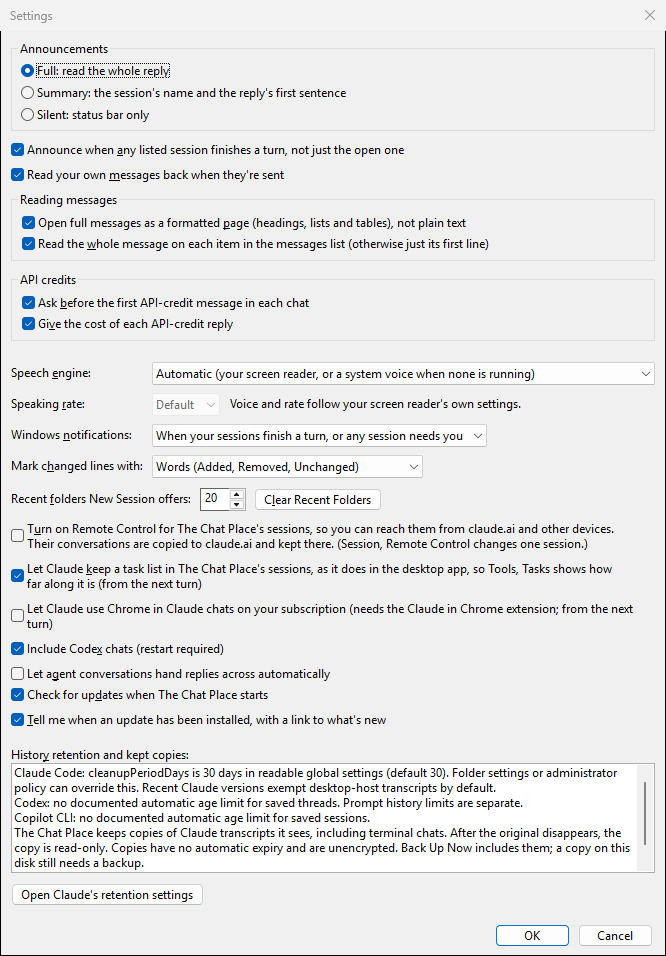 Settings
Announcements
Full: read the whole reply
Summary: the session's name and the reply's first sentence
Silent: status bar only
Announce when any listed session finishes a turn, not just the open one
Read your own messages back when they're sent
Reading messages
Open full messages as a formatted page (headings, lists and tables), not plain text
Read the whole message on each item in the messages list (otherwise just its first line)
API credits
Ask before the first API-credit message in each chat
Give the cost of each API-credit reply
Speech engine: Automatic (your screen reader, or a system voice when none is running)
Speaking rate: Default Voice and rate follow your screen reader's own settings.
Windows notifications: When your sessions finish a turn, or any session needs you
Mark changed lines with: Words (Added, Removed, Unchanged)
Recent folders New Session offers: 20 Clear Recent Folders
Turn on Remote Control for The Chat Place's sessions, so you can reach them from claude.ai and other devices.
Their conversations are copied to claude.ai and kept there. (Session, Remote Control changes one session.)
Let Claude keep a task list in The Chat Place's sessions, as it does in the desktop app, so Tools, Tasks shows how
far along it is (from the next turn)
Let Claude use Chrome in Claude chats on your subscription (needs the Claude in Chrome extension; from the next
turn)
Include Codex chats (restart required)
Let agent conversations hand replies across automatically
Check for updates when The Chat Place starts
Tell me when an update has been installed, with a link to what's new
History retention and kept copies:
Claude Code: cleanupPeriodDays is 30 days in readable global settings (default 30). Folder settings or administrator
policy can override this. Recent Claude versions exempt desktop-host transcripts by default.
Codex: no documented automatic age limit for saved threads. Prompt history limits are separate.
Copilot CLI: no documented automatic age limit for saved sessions.
The Chat Place keeps copies of Claude transcripts it sees, including terminal chats. After the original disappears, the
copy is read-only. Copies have no automatic expiry and are unencrypted. Back Up Now includes them; a copy on this
disk still needs a backup.
Open Claude's retention settings
OK Cancel